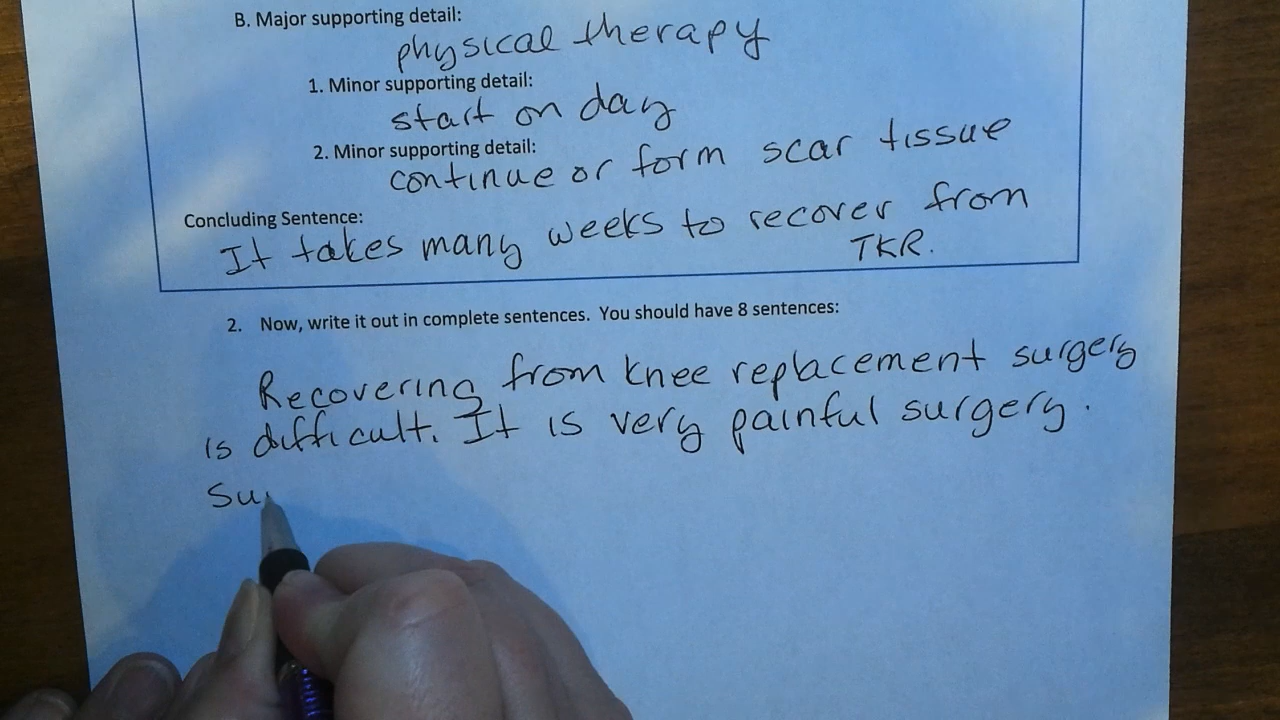 B. Major supporting detail:
physical therapy
1. Minor supporting detail:
start on day
2. Minor supporting detail:
continue or form scar tissue
Concluding Sentence:
It takes many weeks to recover from
TKR.
2. Now, write it out in complete sentences. You should have 8 sentences:
Recovering from knee replacement surgery
is difficult. It is very painful surgery.
Su